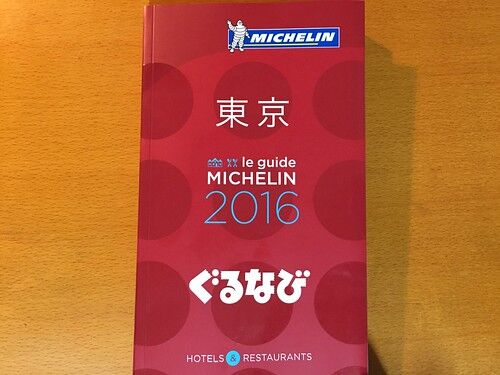 MICHELIN
東京
le guide
MICHELIN
2016
ぐるなび
HOTELS & RESTAURANTS